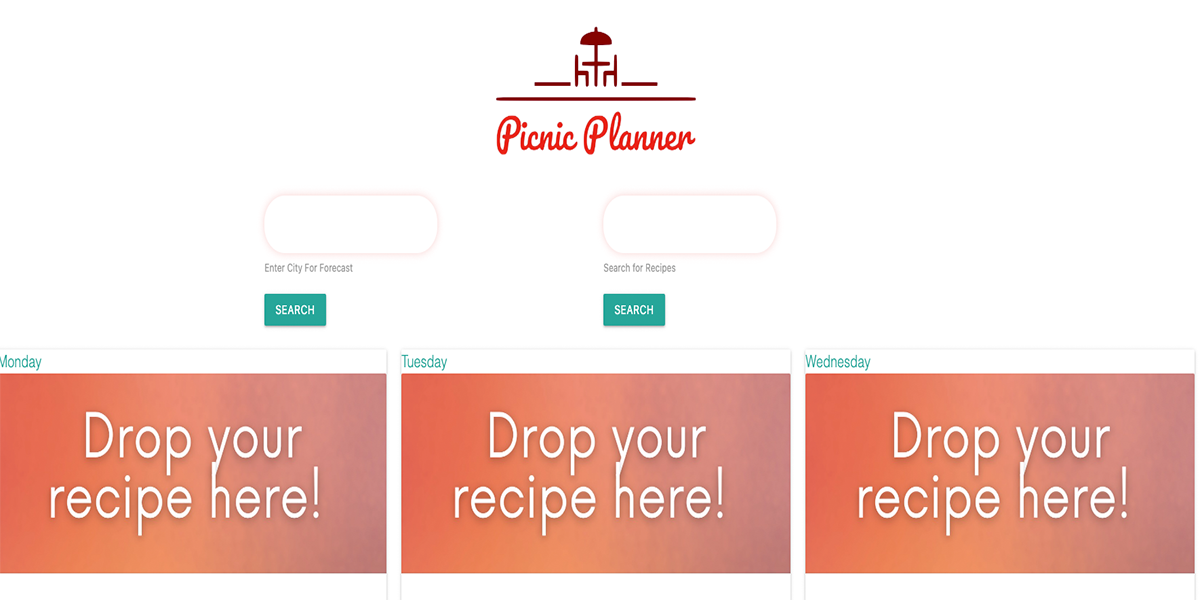 Picnic Planner
Enter City For Forecast
Search for Recipes
SEARCH
SEARCH
Monday
Tuesday
Wednesday
Drop your
recipe here!
Drop your
recipe here!
Drop your
recipe here!